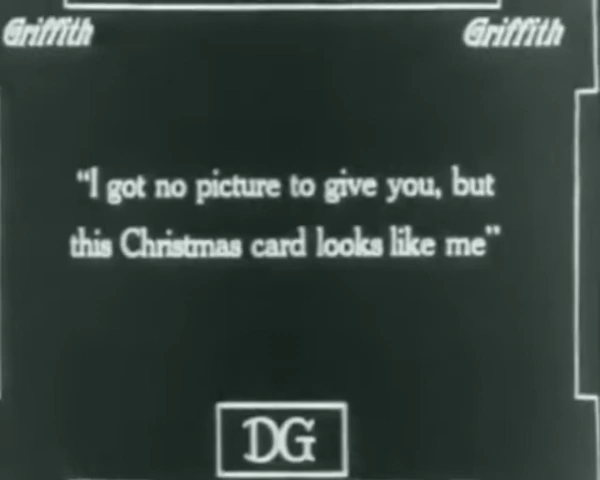 Griffith Griffith
“I got no picture to give you, but
this Christmas card looks like me”
DG